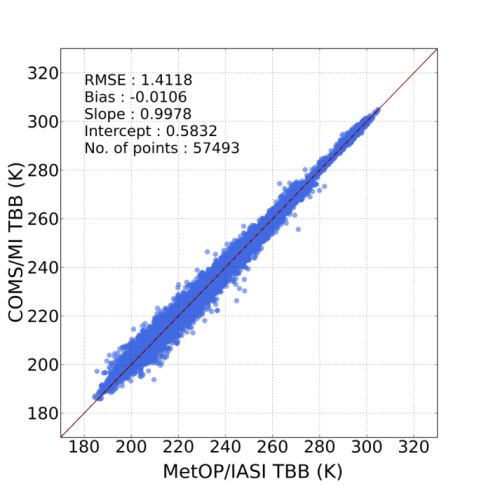 RMSE : 1.4118
Bias : -0.0106
Slope : 0.9978
Intercept : 0.5832
No. of points : 57493
320
300
280
260
240
220
200
180
COMS/MI TBB (K)
180 200 220 240 260 280 300 320
MetOP/IASI TBB (K)